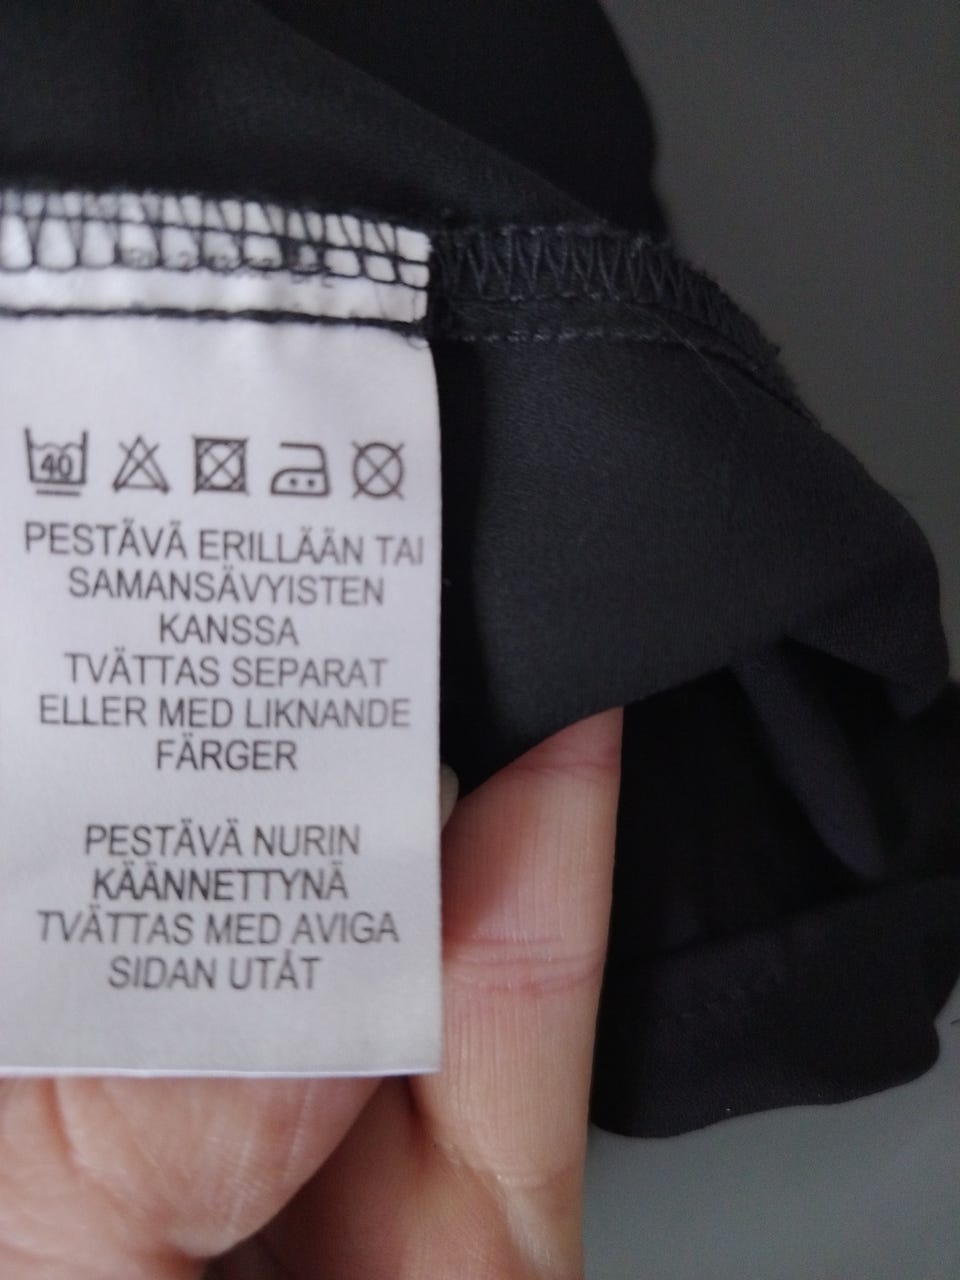 40
PESTÄVÄ ERILLÄÄN TAI
SAMANSÄVYISTEN
KANSSA
TVÄTTAS SEPARAT
ELLER MED LIKNANDE
FÄRGER
PESTÄVÄ NURIN
KÄÄNNETTYNÄ
TVÄTTAS MED AVIGA
SIDAN UTÅT